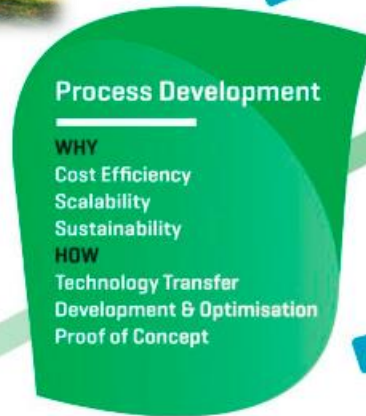 Process Development
WHY
Cost Efficiency
Scalability
Sustainability
HOW
Technology Transfer
Development & Optimisation
Proof of Concept